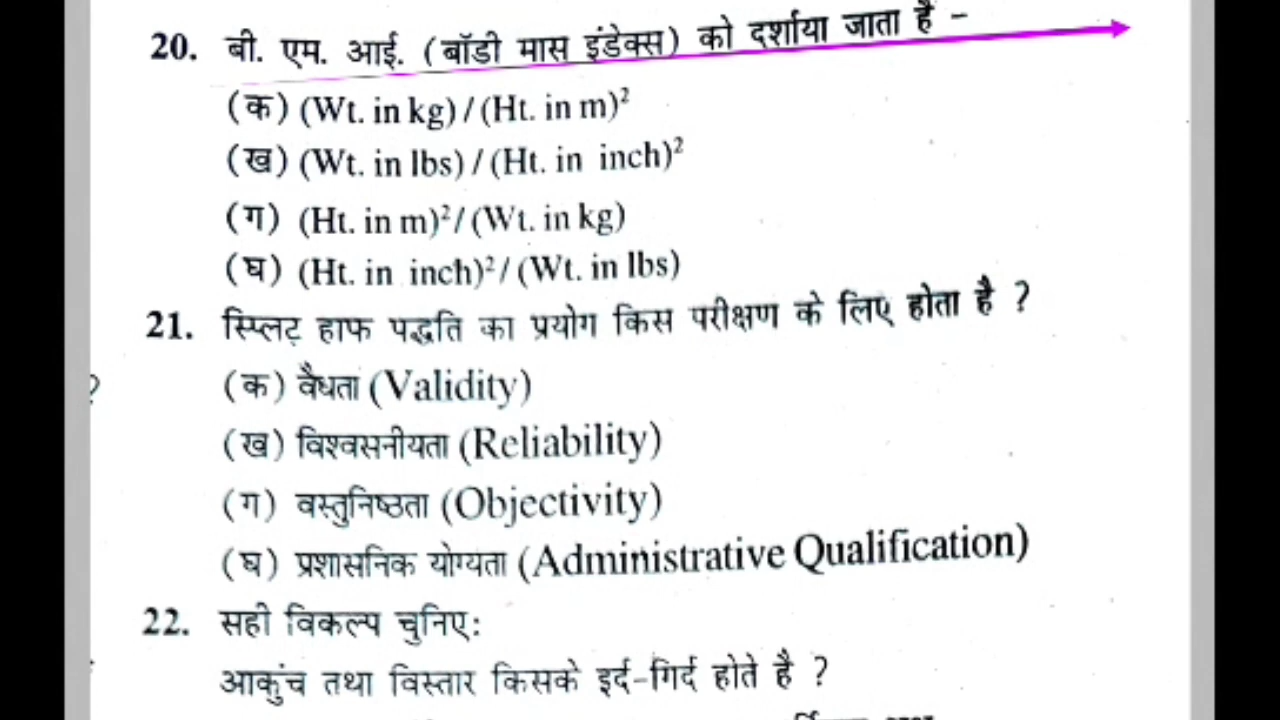 20. बी. एम. आई. (बॉडी मास इंडेक्स) को दर्शाया जाता है –
(क) (Wt. in kg) / (Ht. in m)²
(ख) (Wt. in lbs) / (Ht. in inch)²
(ग) (Ht. in m)² / (Wt. in kg)
(घ) (Ht. in inch)² / (Wt. in lbs)
21. स्प्लिट् हाफ पद्धति का प्रयोग किस परीक्षण के लिए होता है ?
(क) वैधता (Validity)
(ख) विश्वसनीयता (Reliability)
(ग) वस्तुनिष्ठता (Objectivity)
(घ) प्रशासनिक योग्यता (Administrative Qualification)
22. सही विकल्प चुनिए:
आकुंच तथा विस्तार किसके इर्द-गिर्द होते है ?